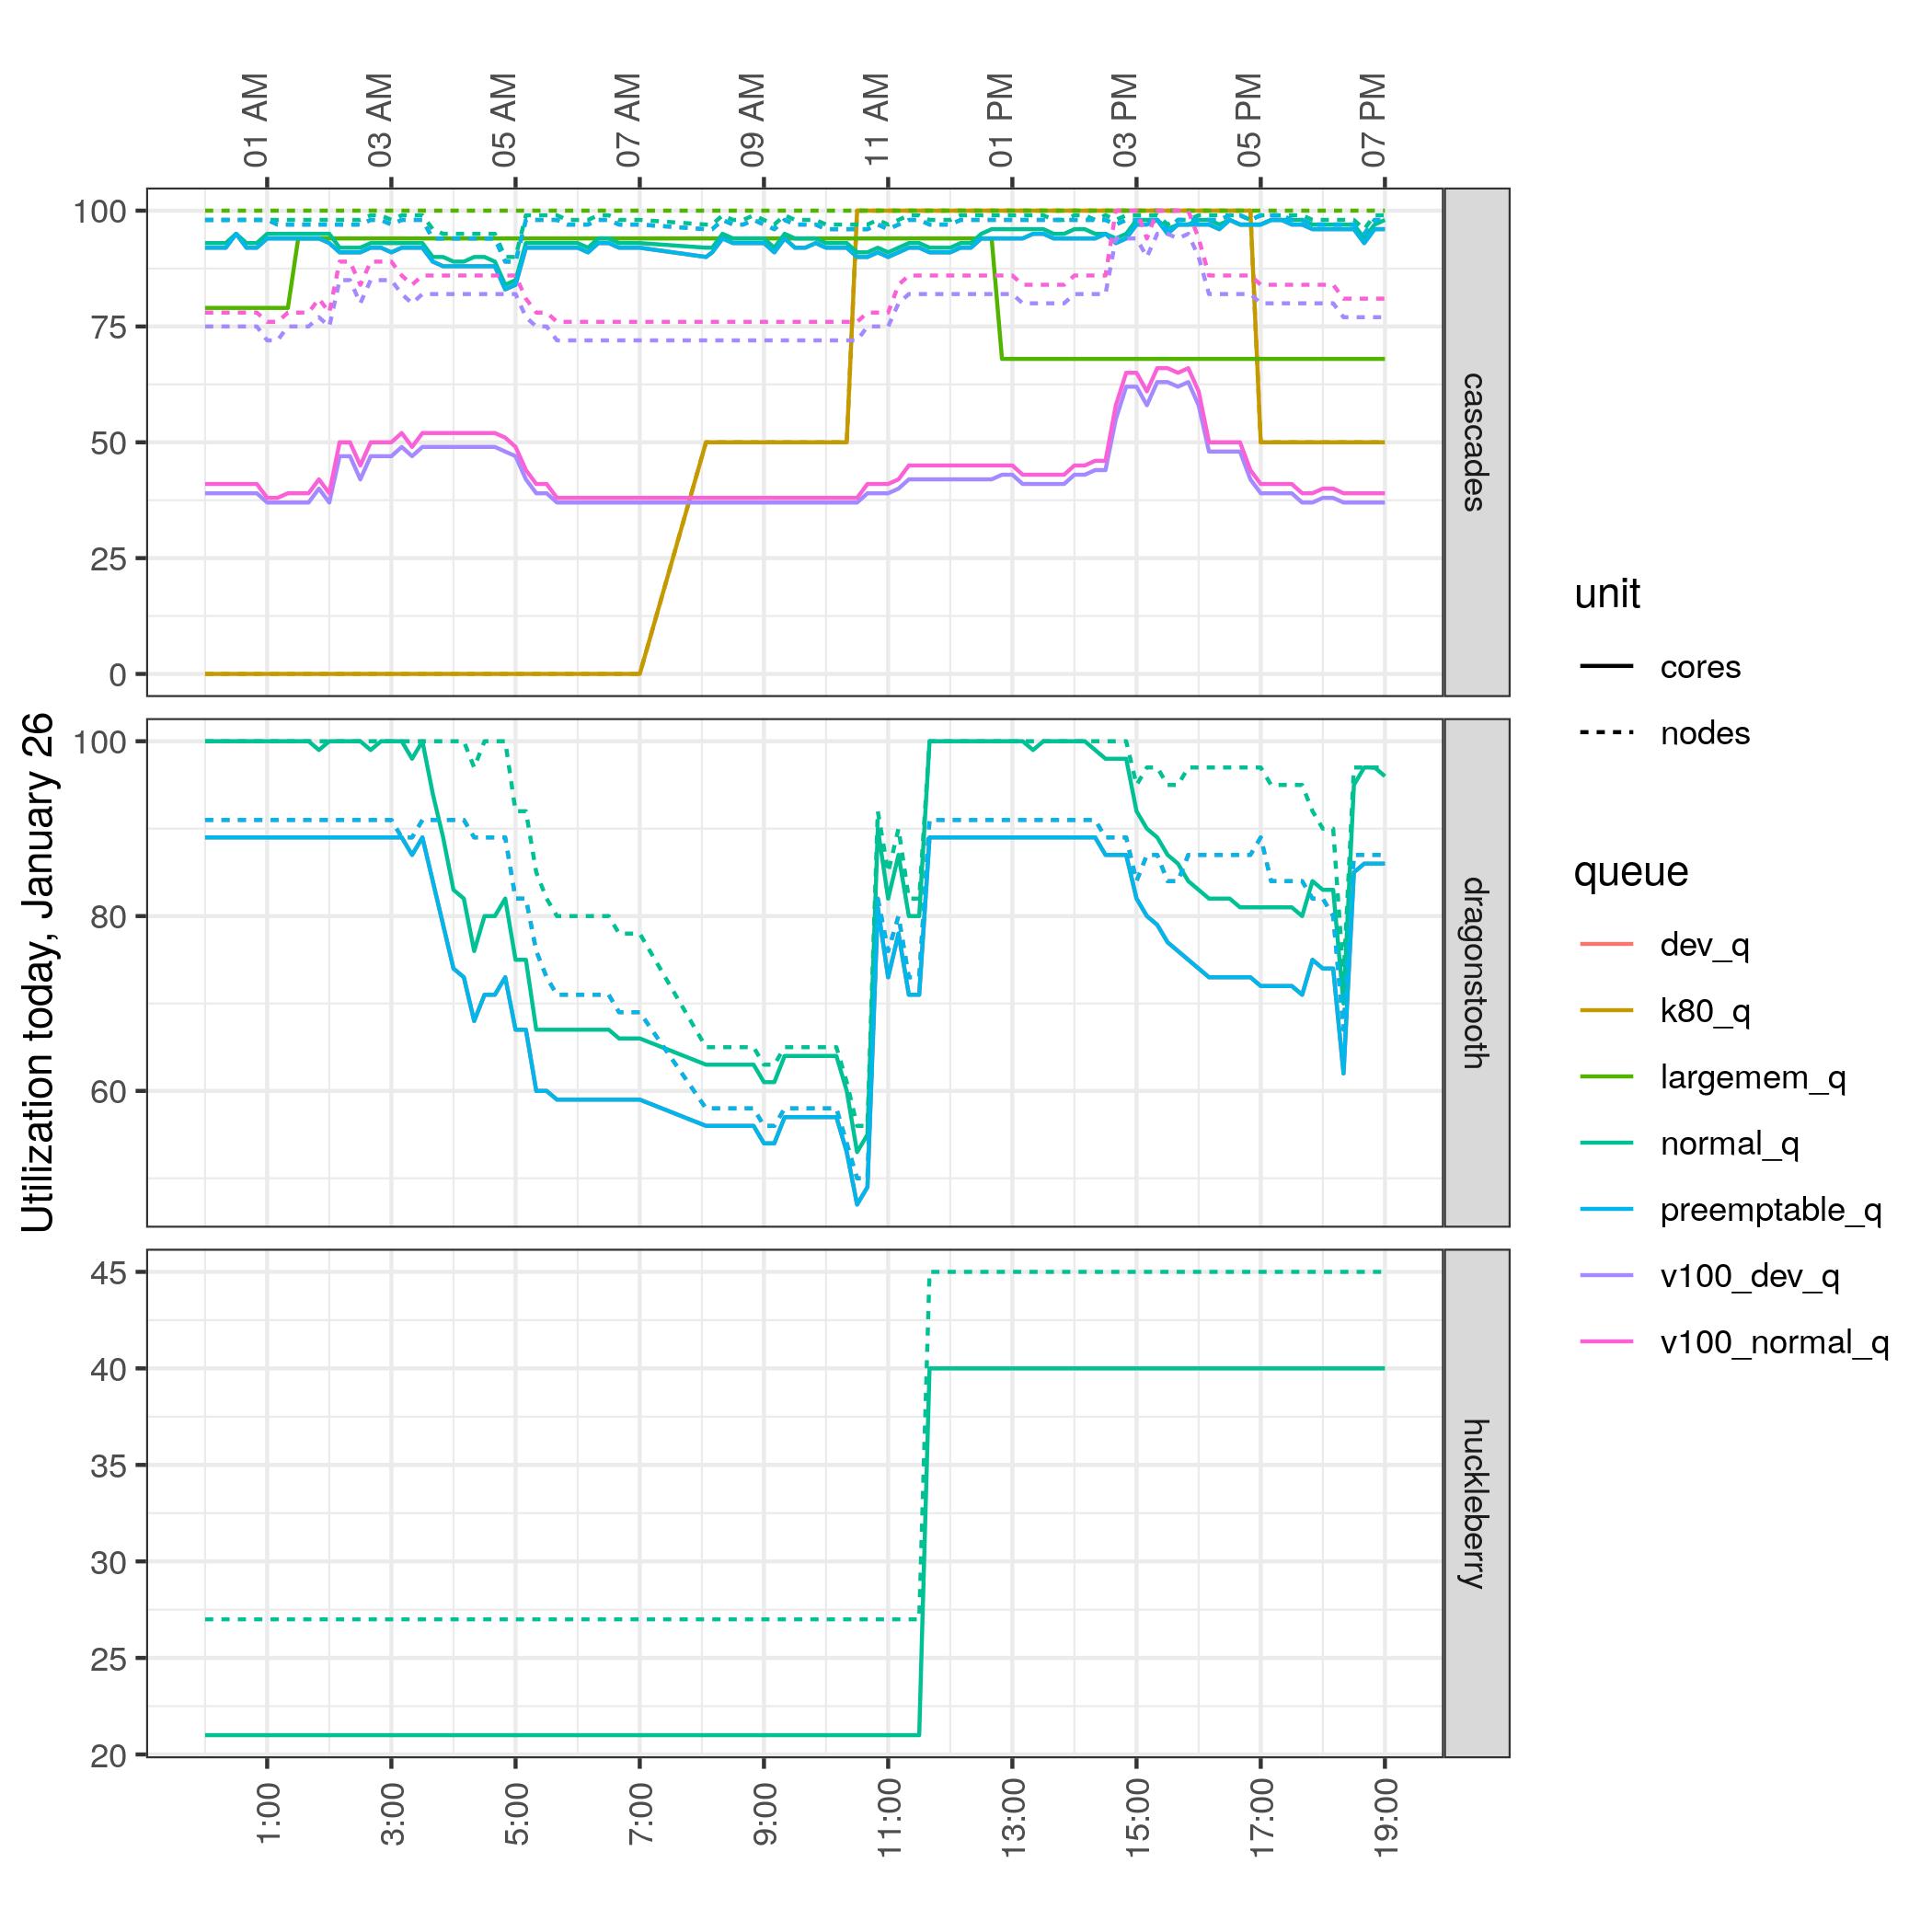 01 AM
03 AM
05 AM
07 AM
09 AM
11 AM
01 PM
03 PM
05 PM
07 PM
Utilization today, January 26
100
75
50
25
0
cascades
100
80
60
dragonstooth
45
40
35
30
25
20
huckleberry
1:00
3:00
5:00
7:00
9:00
11:00
13:00
15:00
17:00
19:00
unit
cores
nodes
queue
dev_q
k80_q
largemem_q
normal_q
preemptable_q
v100_dev_q
v100_normal_q